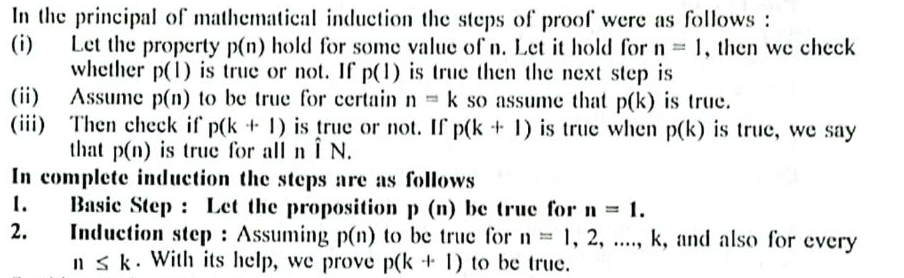 In the principal of mathematical induction the steps of proof were as follows :
(i) Let the property p(n) hold for some value of n. Let it hold for n = 1, then we check
whether p(1) is true or not. If p(1) is true then the next step is
(ii) Assume p(n) to be true for certain n = k so assume that p(k) is true.
(iii) Then check if p(k + 1) is true or not. If p(k + 1) is true when p(k) is true, we say
that p(n) is true for all n Î N.
In complete induction the steps are as follows
1. Basic Step : Let the proposition p (n) be true for n = 1.
2. Induction step : Assuming p(n) to be true for n = 1, 2, ...., k, and also for every
n ≤ k. With its help, we prove p(k + 1) to be true.